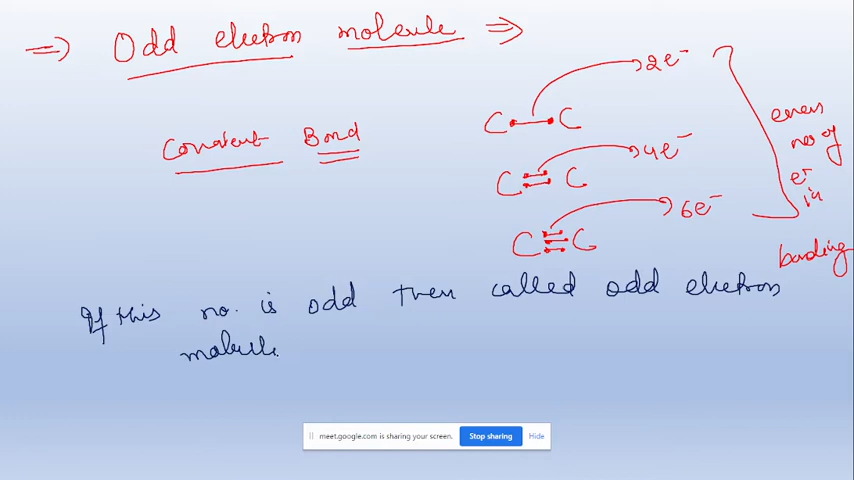 ⇒ Odd electron molecule ⇒
Covalent Bond
C — C → 2e⁻
C = C → 4e⁻
C ≡ C → 6e⁻
even
no of
e⁻
in
bonding
If this no. is odd then called odd electron
molecule.
meet.google.com is sharing your screen. Stop sharing Hide